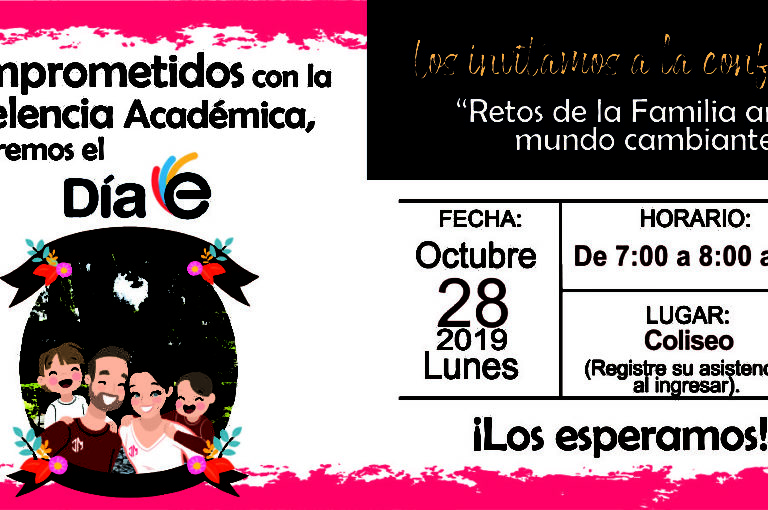 mprometidos con la
elencia Académica,
remos el
Día e
Los invitamos a la conf
“Retos de la Familia an
mundo cambiante
FECHA:
Octubre
28
2019
Lunes
HORARIO:
De 7:00 a 8:00 a
LUGAR:
Coliseo
(Registre su asistenc
al ingresar).
¡Los esperamos!